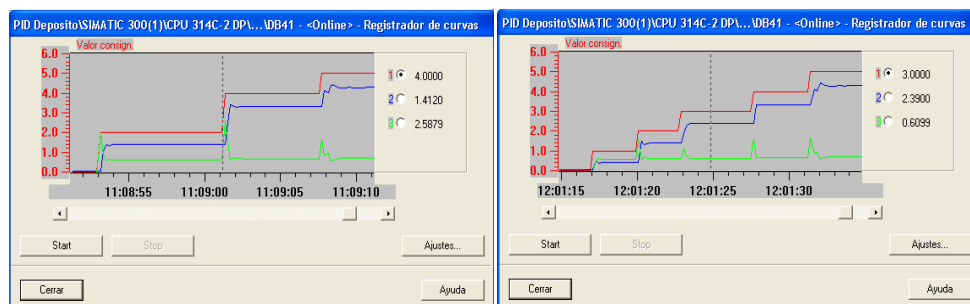 PID Deposito\SIMATIC 300(1)\CPU 314C-2 DP\...\DB41 - <Online> - Registrador de curvas
Valor consign.
6.0
5.0
4.0
3.0
2.0
1.0
0.0
1 4.0000
2 1.4120
3 2.5879
11:08:55 11:09:00 11:09:05 11:09:10
Start Stop Ajustes...
Cerrar Ayuda
PID Deposito\SIMATIC 300(1)\CPU 314C-2 DP\...\DB41 - <Online> - Registrador de curvas
Valor consign.
6.0
5.0
4.0
3.0
2.0
1.0
0.0
1 3.0000
2 2.3900
3 0.6099
12:01:15 12:01:20 12:01:25 12:01:30
Start Stop Ajustes...
Cerrar Ayuda